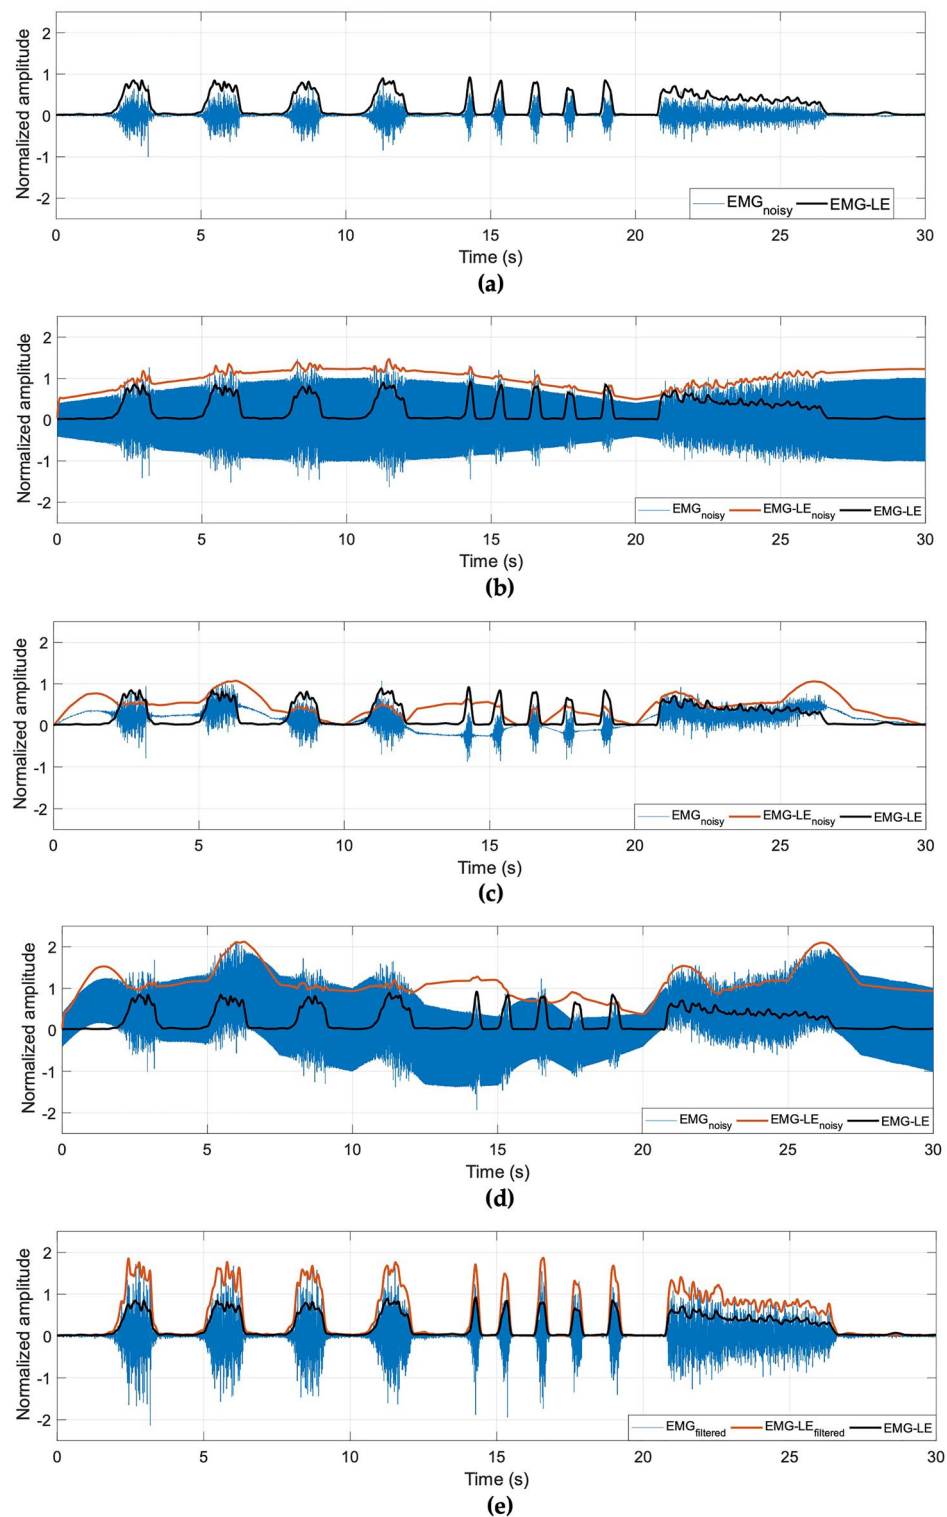 Normalized amplitude
2
1
0
-1
-2
EMGnoisy EMG-LE
0 5 10 15 20 25 30
Time (s)
(a)
Normalized amplitude
2
1
0
-1
-2
EMGnoisy EMG-LEnoisy EMG-LE
0 5 10 15 20 25 30
Time (s)
(b)
Normalized amplitude
2
1
0
-1
-2
EMGnoisy EMG-LEnoisy EMG-LE
0 5 10 15 20 25 30
Time (s)
(c)
Normalized amplitude
2
1
0
-1
-2
EMGnoisy EMG-LEnoisy EMG-LE
0 5 10 15 20 25 30
Time (s)
(d)
Normalized amplitude
2
1
0
-1
-2
EMGfiltered EMG-LEfiltered EMG-LE
0 5 10 15 20 25 30
Time (s)
(e)